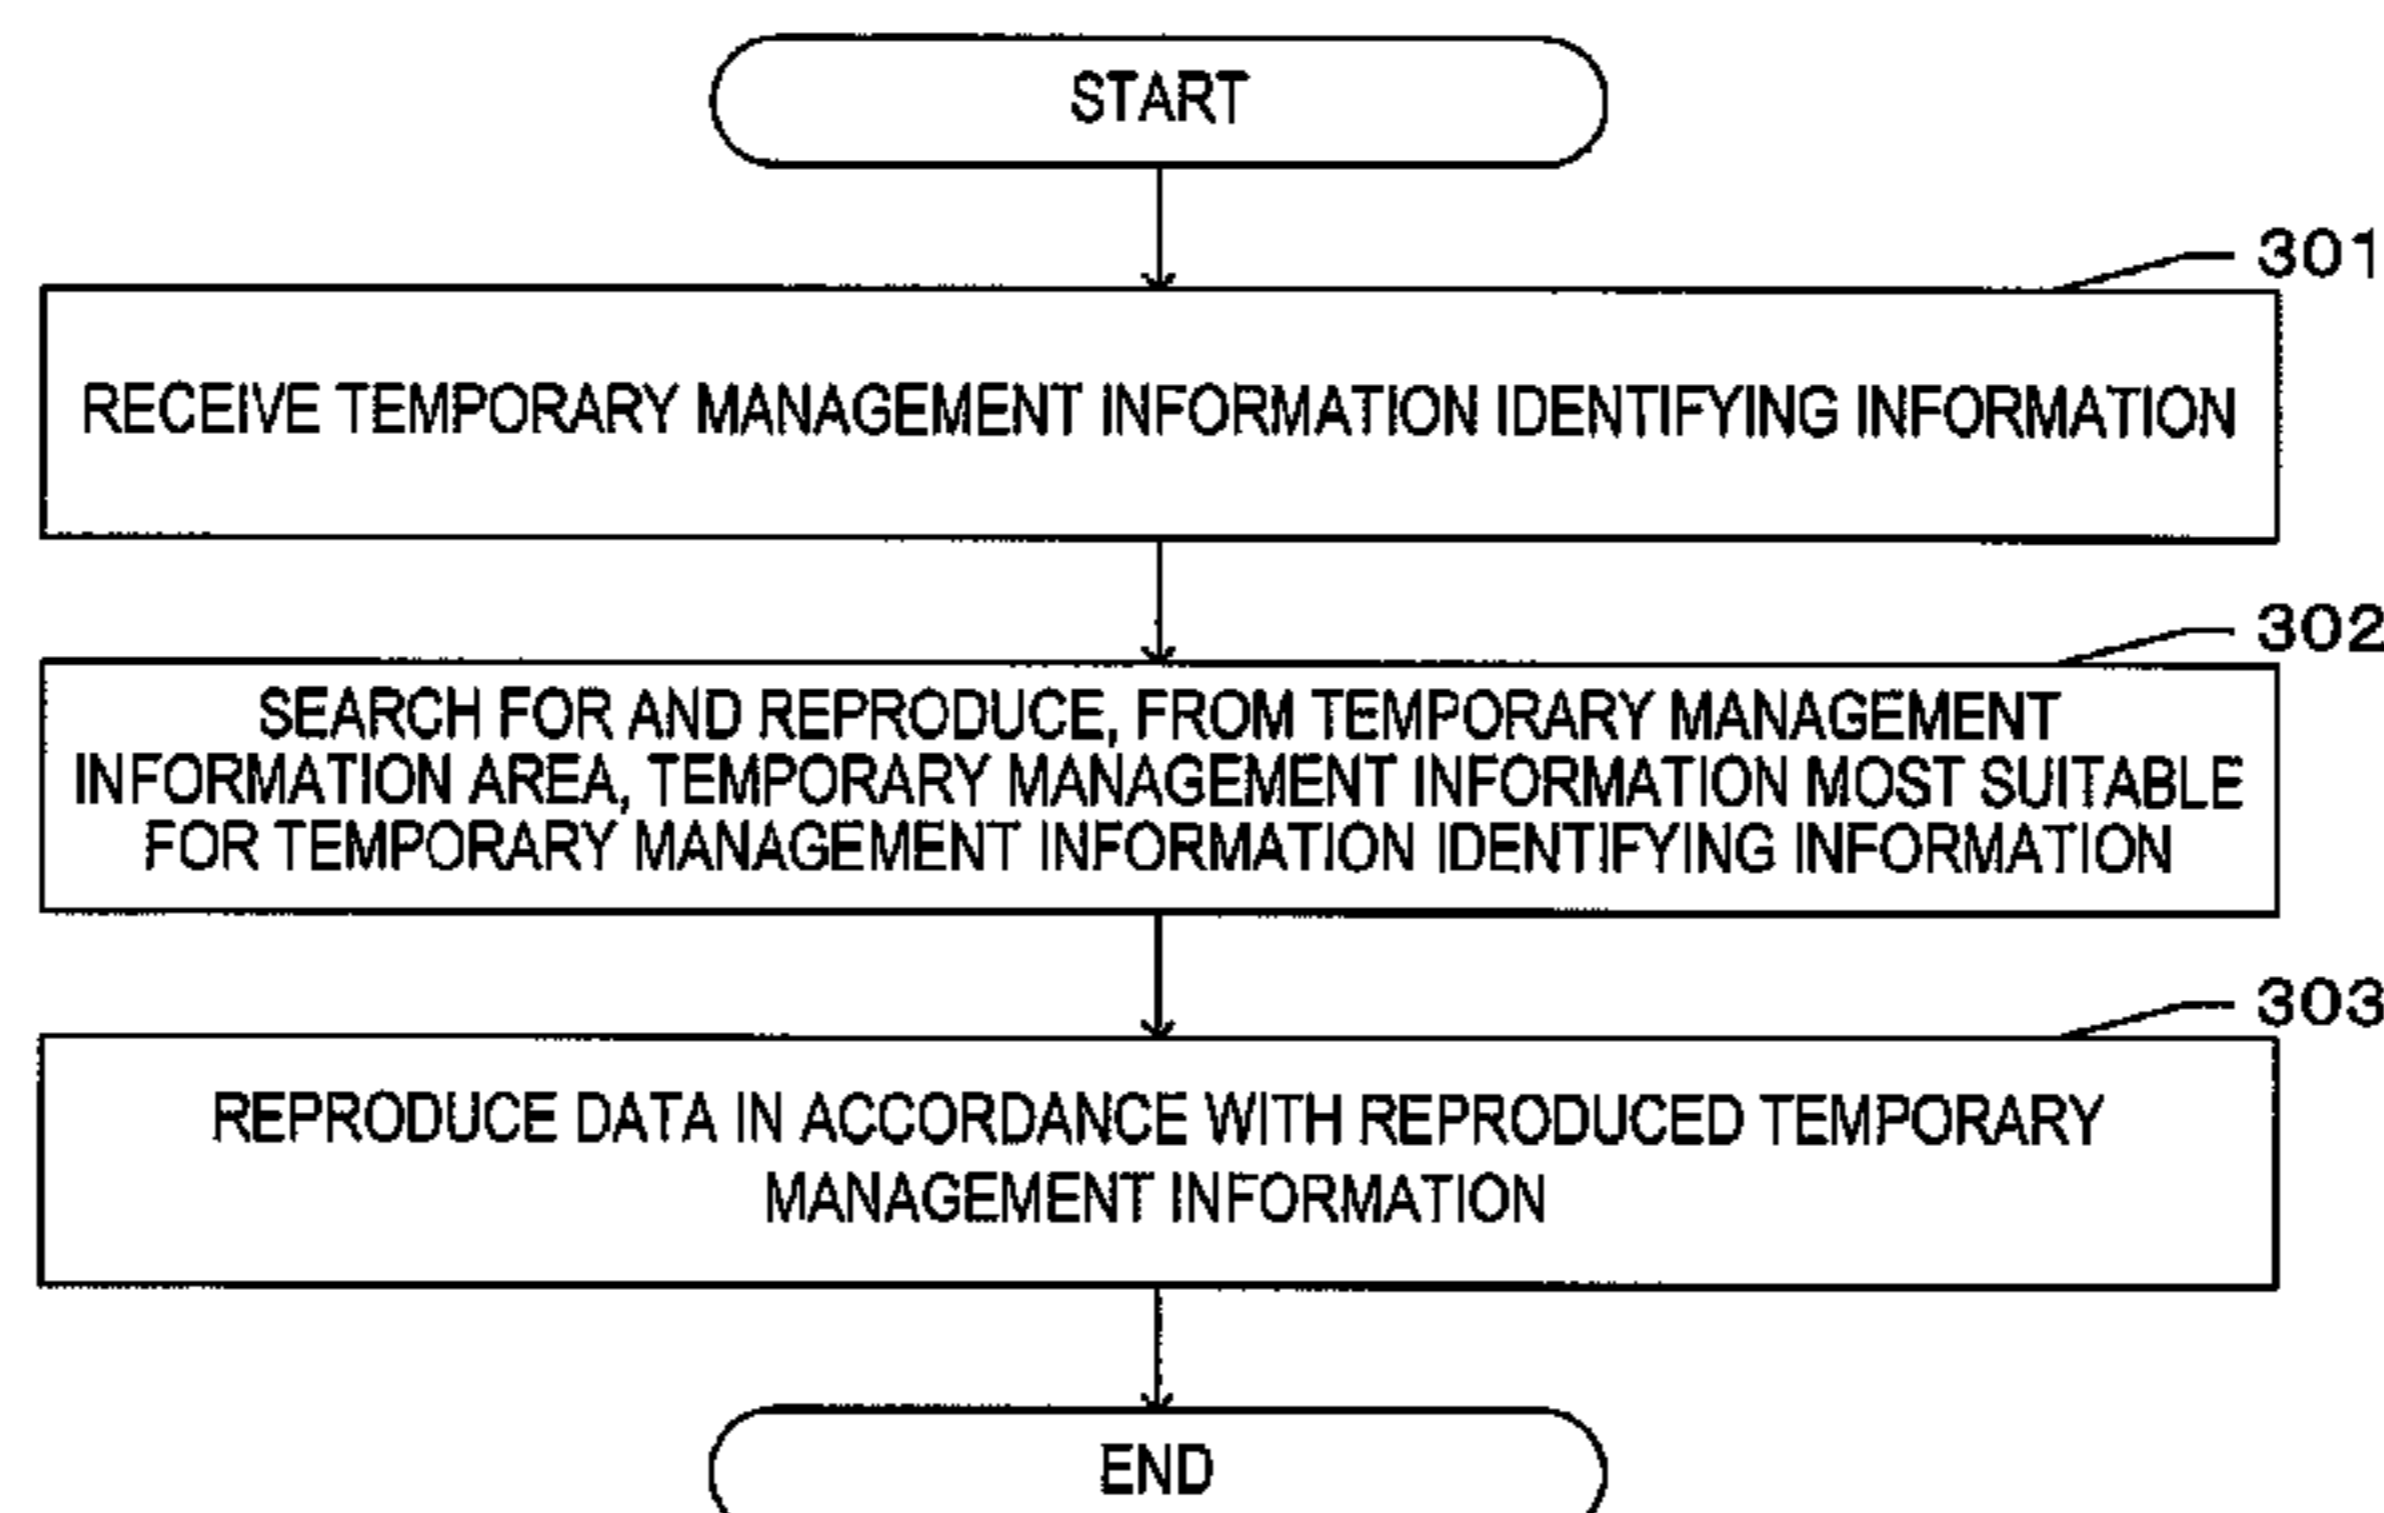 START
301
RECEIVE TEMPORARY MANAGEMENT INFORMATION IDENTIFYING INFORMATION
302
SEARCH FOR AND REPRODUCE, FROM TEMPORARY MANAGEMENT
INFORMATION AREA, TEMPORARY MANAGEMENT INFORMATION MOST SUITABLE
FOR TEMPORARY MANAGEMENT INFORMATION IDENTIFYING INFORMATION
303
REPRODUCE DATA IN ACCORDANCE WITH REPRODUCED TEMPORARY
MANAGEMENT INFORMATION
END